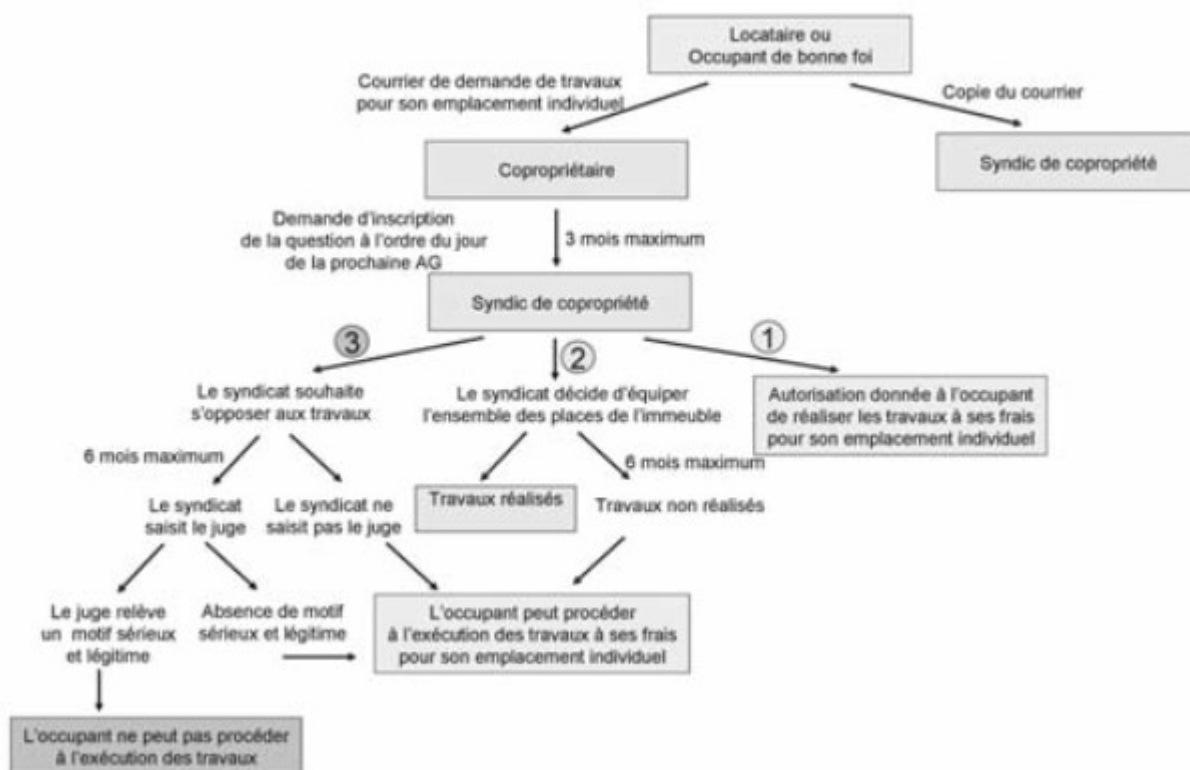 Locataire ou
Occupant de bonne foi
Courrier de demande de travaux
pour son emplacement individuel
Copie du courrier
Copropriétaire
Syndic de copropriété
Demande d'inscription
de la question à l'ordre du jour
de la prochaine AG
3 mois maximum
Syndic de copropriété
3
2
1
Le syndicat souhaite
s'opposer aux travaux
Le syndicat décide d'équiper
l'ensemble des places de l'immeuble
Autorisation donnée à l'occupant
de réaliser les travaux à ses frais
pour son emplacement individuel
6 mois maximum
6 mois maximum
Le syndicat
saisit le juge
Le syndicat ne
saisit pas le juge
Travaux réalisés
Travaux non réalisés
Le juge relève
un motif sérieux
et légitime
Absence de motif
sérieux et légitime
L'occupant peut procéder
à l'exécution des travaux à ses frais
pour son emplacement individuel
L'occupant ne peut pas procéder
à l'exécution des travaux